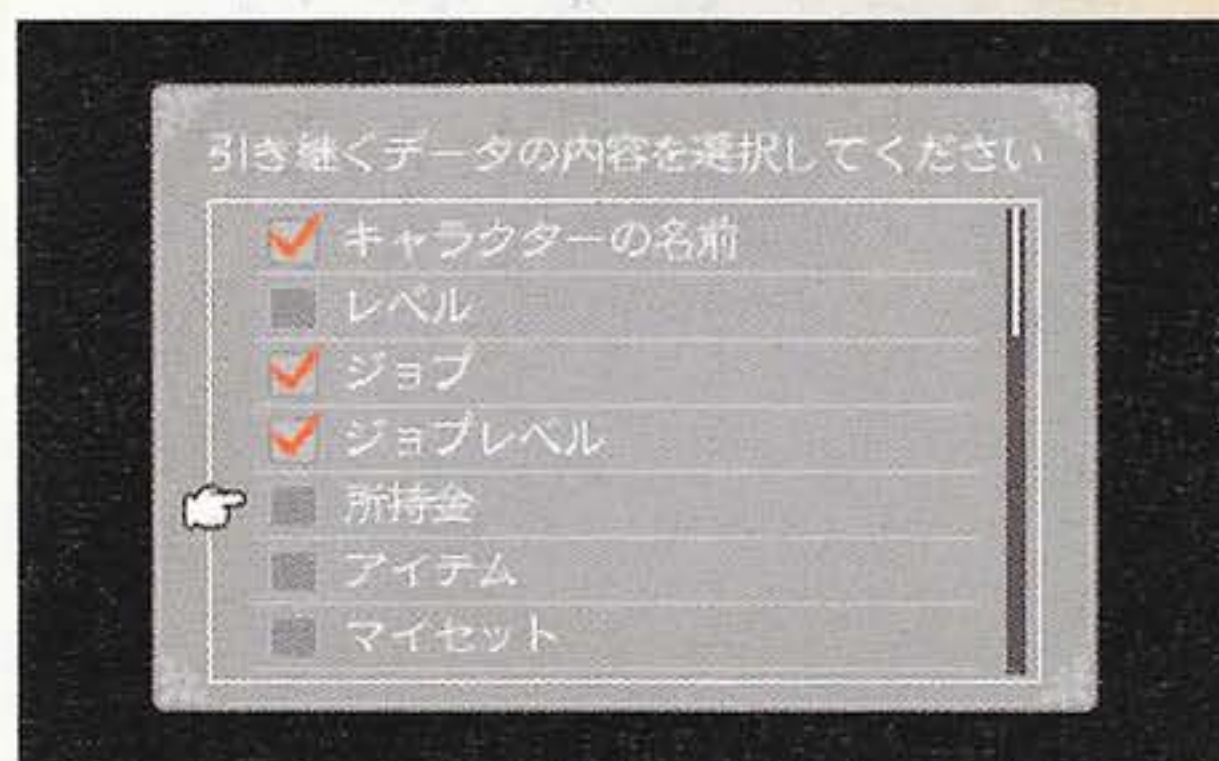 引き継ぐデータの内容を選択してください
キャラクターの名前
レベル
ジョブ
ジョブレベル
所持金
アイテム
マイセット